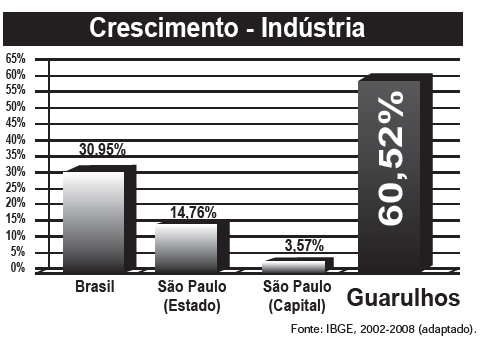 Crescimento - Indústria
65%
60%
55%
50%
45%
40%
35%
30%
25%
20%
15%
10%
5%
0%
30,95%
14,76%
3,57%
60,52%
Brasil
São Paulo
(Estado)
São Paulo
(Capital)
Guarulhos
Fonte: IBGE, 2002-2008 (adaptado).